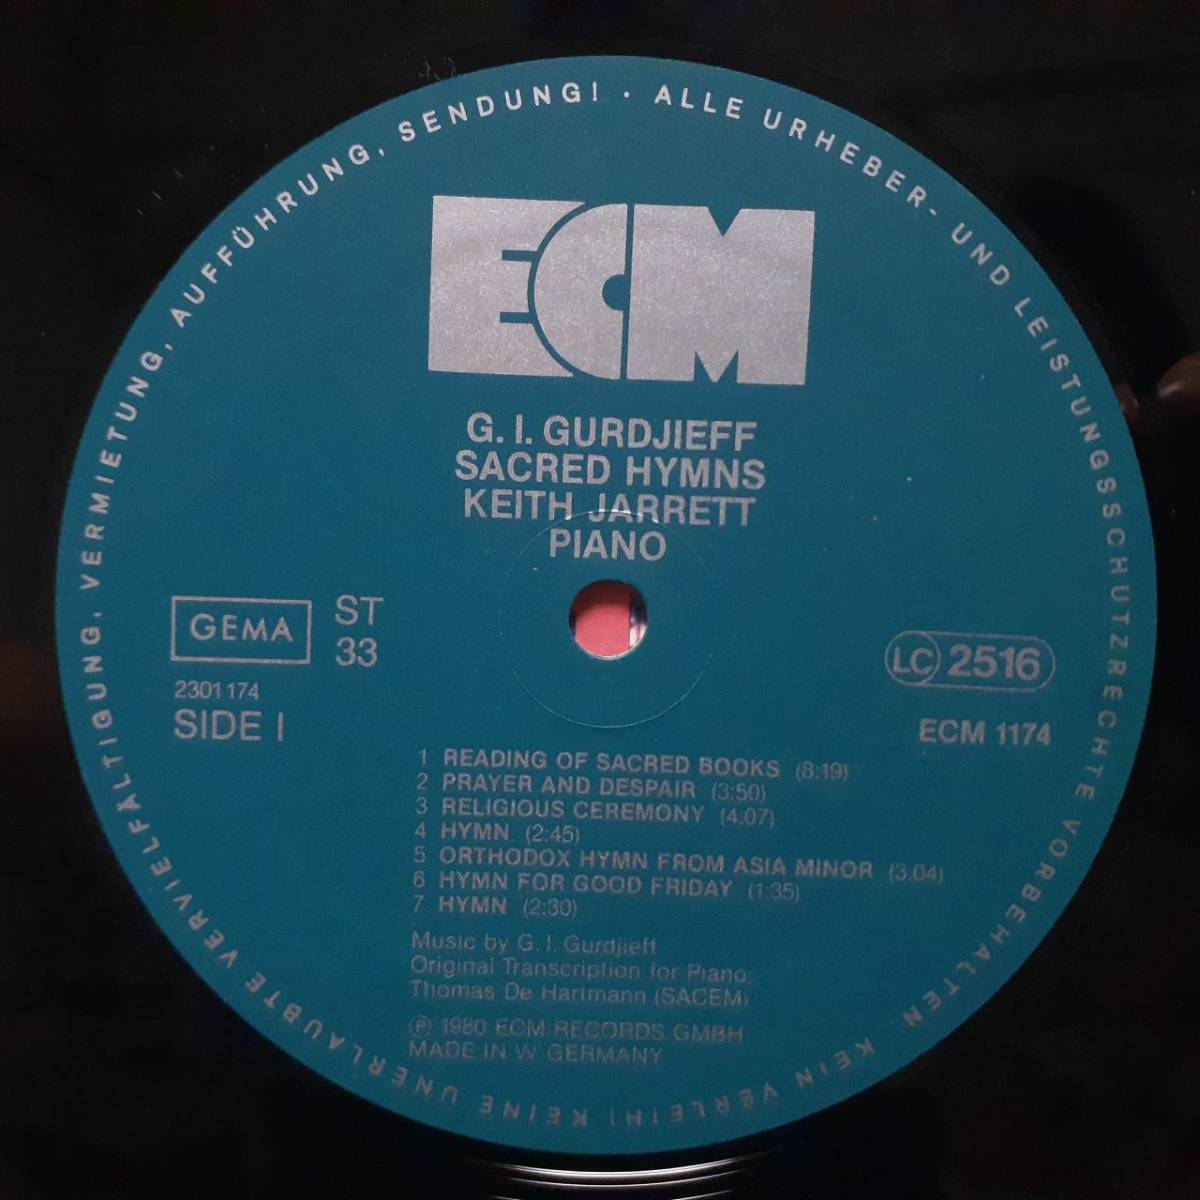 ALLE URHEBER- UND LEISTUNGSSCHUTZRECHTE VORBEHALTEN. KEIN VERLEIH! KEINE UNERLAUBTE VERVIELFÄLTIGUNG, VERMIETUNG, AUFFÜHRUNG, SENDUNG! ·
ECM
G. I. GURDJIEFF
SACRED HYMNS
KEITH JARRETT
PIANO
GEMA
ST
33
2301 174
SIDE I
LC 2516
ECM 1174
1 READING OF SACRED BOOKS (8:19)
2 PRAYER AND DESPAIR (3:50)
3 RELIGIOUS CEREMONY (4.07)
4 HYMN (2:45)
5 ORTHODOX HYMN FROM ASIA MINOR (3.04)
6 HYMN FOR GOOD FRIDAY (1:35)
7 HYMN (2:30)
Music by G. I. Gurdjieff
Original Transcription for Piano:
Thomas De Hartmann (SACEM)
℗ 1980 ECM RECORDS GMBH
MADE IN W. GERMANY